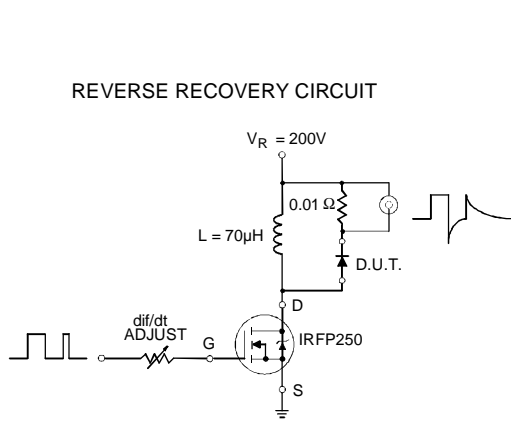 REVERSE RECOVERY CIRCUIT
VR = 200V
0.01 Ω
L = 70µH
D.U.T.
D
dif/dt
ADJUST
G
IRFP250
S